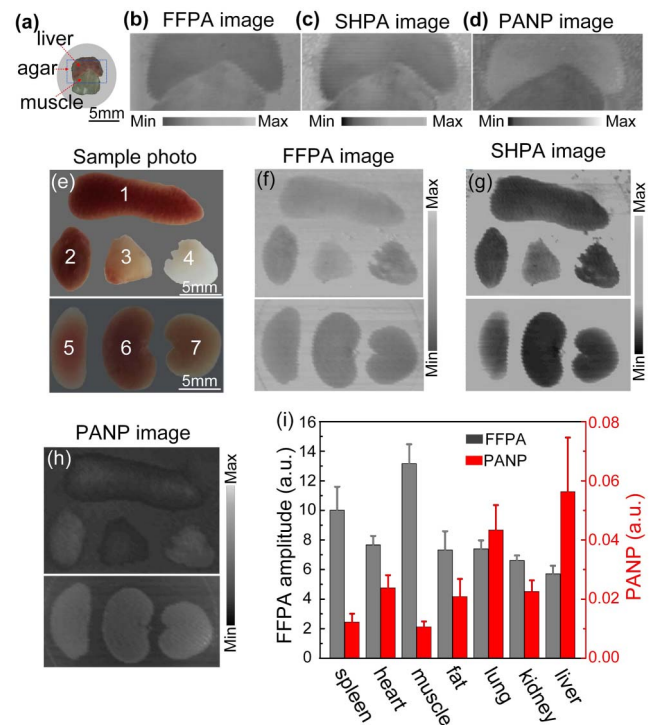 (a)
liver
agar
muscle
5mm
(b) FFPA image
(c) SHPA image
(d) PANP image
Min Max
Min Max
Min Max
Sample photo
(e)
1
2 3 4
5mm
5 6 7
5mm
FFPA image
(f)
Max
Min
SHPA image
(g)
Max
Min
PANP image
(h)
Max
Min
(i)
FFPA
PANP
FFPA amplitude (a.u.)
16
14
12
10
8
6
4
2
0
PANP (a.u.)
0.08
0.06
0.04
0.02
0.00
spleen
heart
muscle
fat
lung
kidney
liver